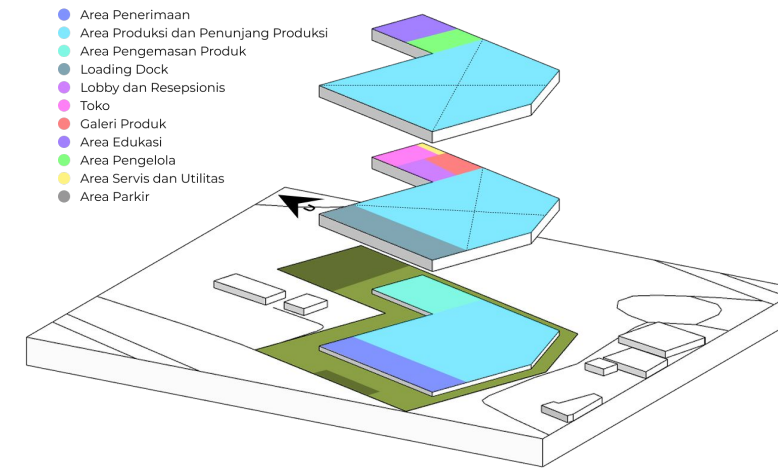 Area Penerimaan
Area Produksi dan Penunjang Produksi
Area Pengemasan Produk
Loading Dock
Lobby dan Resepsionis
Toko
Galeri Produk
Area Edukasi
Area Pengelola
Area Servis dan Utilitas
Area Parkir